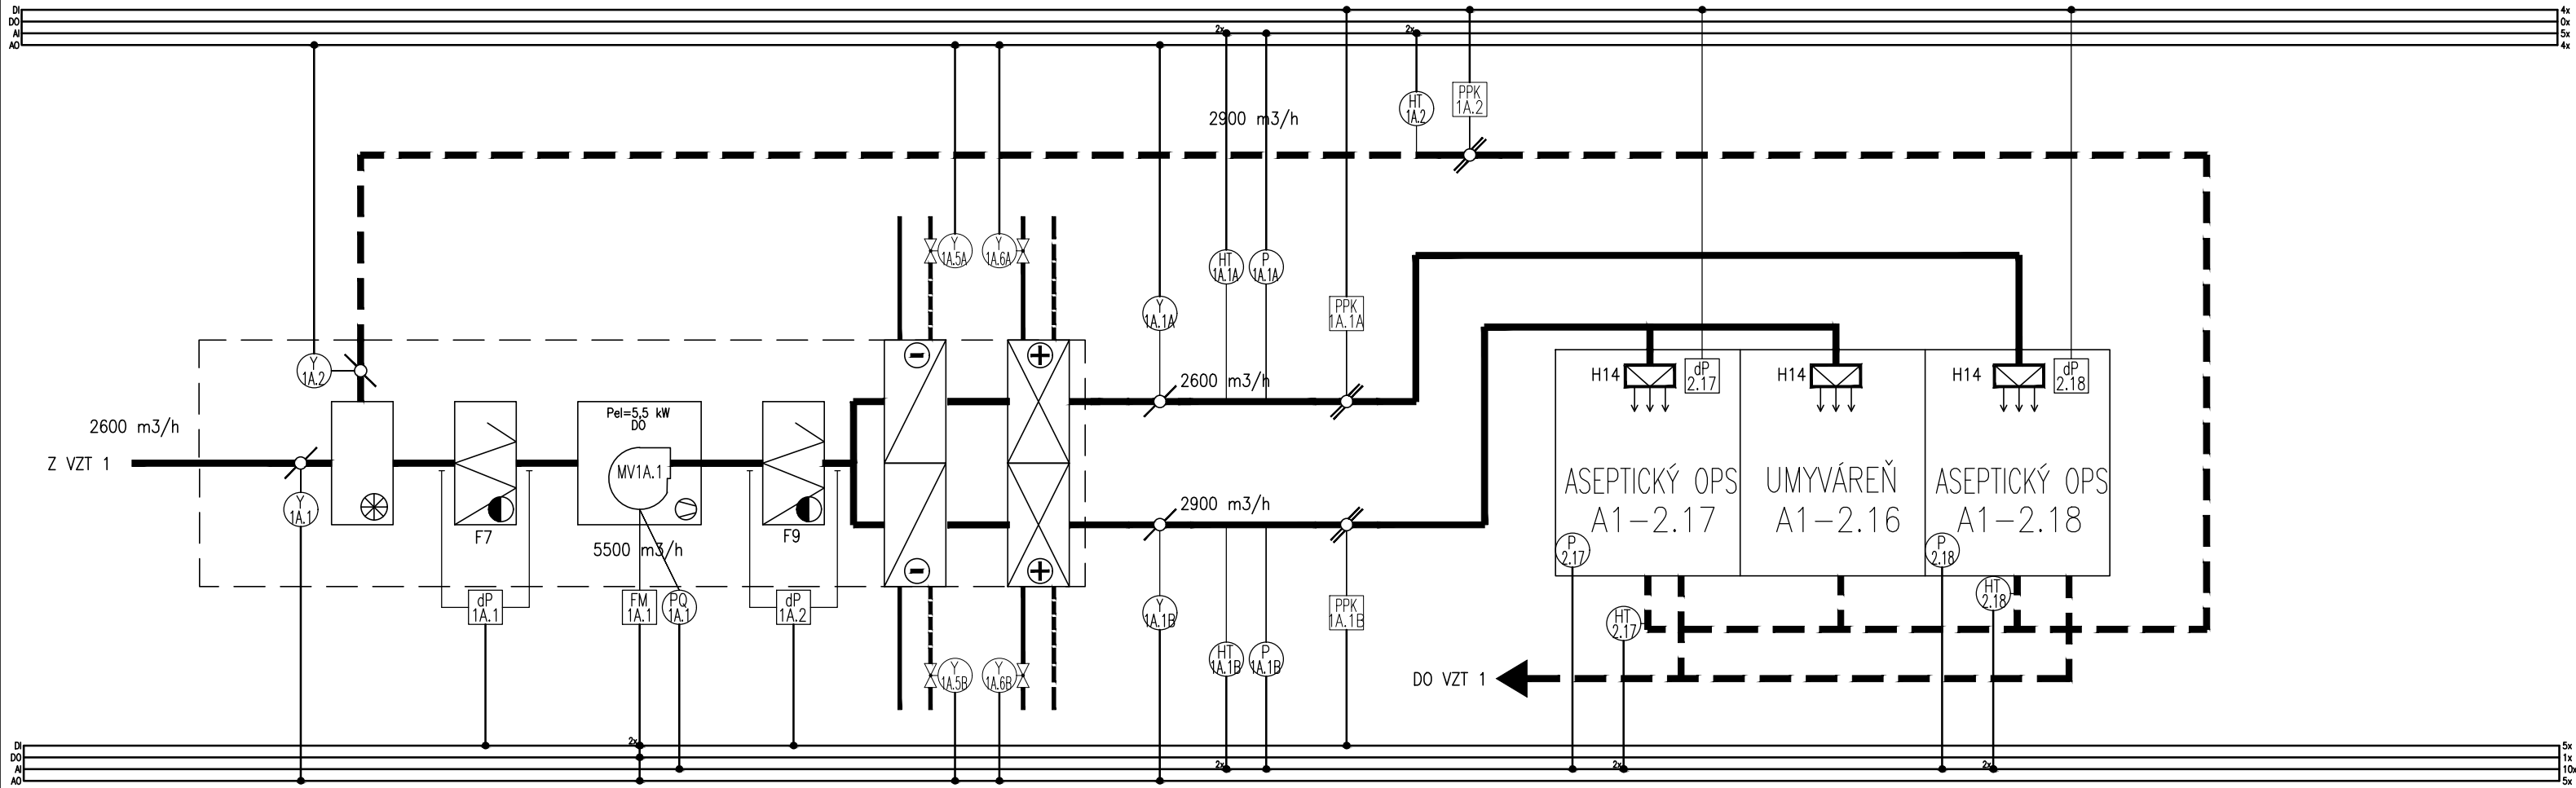 DI
DO
AI
AO
4x
0x
5x
4x
2x
2x
HT
1A.2
PPK
1A.2
2900 m3/h
Y
1A.5A
Y
1A.6A
HT
1A.1A
P
1A.1A
Y
1A.1A
PPK
1A.1A
Y
1A.2
2600 m3/h
H14
dP
2.17
H14
H14
dP
2.18
Pel=5,5 kW
DO
2600 m3/h
Z VZT 1
MV1A.1
ASEPTICKÝ OPS
A1-2.17
UMYVÁREŇ
A1-2.16
ASEPTICKÝ OPS
A1-2.18
Y
1A.1
F7
5500 m3/h
F9
2900 m3/h
P
2.17
P
2.18
dP
1A.1
FM
1A.1
PQ
1A.1
dP
1A.2
Y
1A.1B
PPK
1A.1B
HT
2.17
HT
2.18
Y
1A.5B
Y
1A.6B
HT
1A.1B
P
1A.1B
DO VZT 1
DI
DO
AI
AO
2x
2x
2x
2x
5x
1x
10x
5x